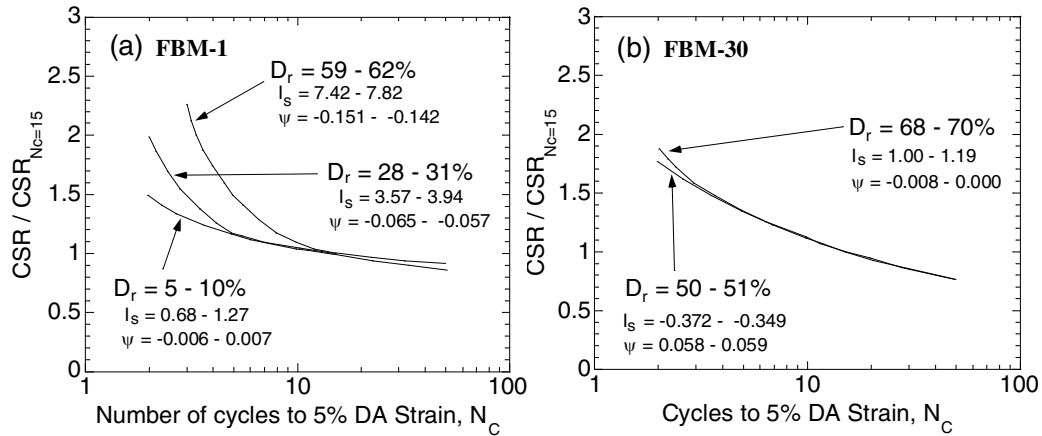 (a) FBM-1
D_r = 59 - 62%
I_s = 7.42 - 7.82
ψ = -0.151 - -0.142
D_r = 28 - 31%
I_s = 3.57 - 3.94
ψ = -0.065 - -0.057
D_r = 5 - 10%
I_s = 0.68 - 1.27
ψ = -0.006 - 0.007
CSR / CSR_Nc=15
3
2.5
2
1.5
1
0.5
0
1
10
100
Number of cycles to 5% DA Strain, N_C
(b) FBM-30
D_r = 68 - 70%
I_s = 1.00 - 1.19
ψ = -0.008 - 0.000
D_r = 50 - 51%
I_s = -0.372 - -0.349
ψ = 0.058 - 0.059
CSR / CSR_Nc=15
3
2.5
2
1.5
1
0.5
0
1
10
100
Cycles to 5% DA Strain, N_C